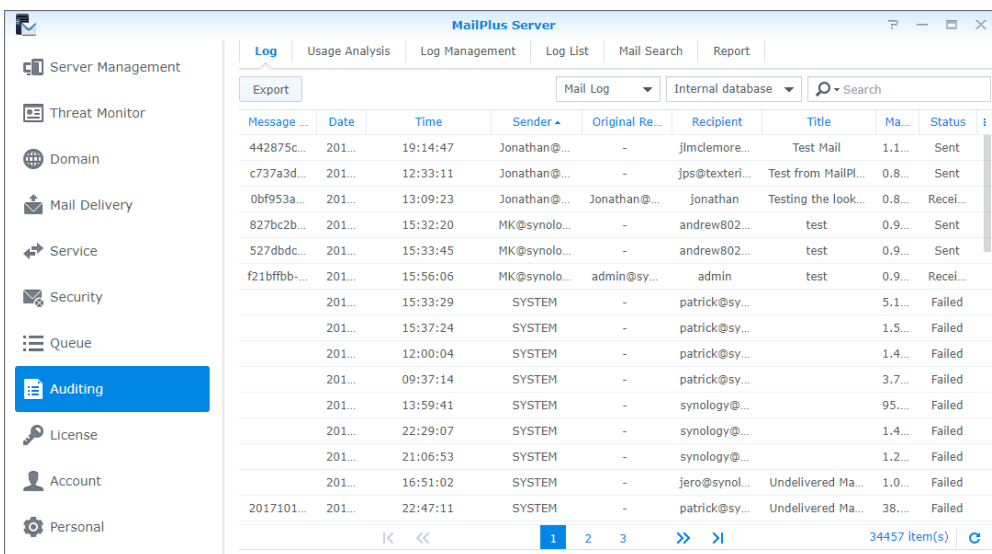 MailPlus Server
Server Management
Threat Monitor
Domain
Mail Delivery
Service
Security
Queue
Auditing
License
Account
Personal
Log Usage Analysis Log Management Log List Mail Search Report
Export Mail Log Internal database Search
Message ... Date Time Sender Original Re... Recipient Title Ma... Status
442875c... 201... 19:14:47 Jonathan@... - jlmclemore... Test Mail 1.1... Sent
c737a3d... 201... 12:33:11 Jonathan@... - jps@texteri... Test from MailPl... 0.8... Sent
0bf953a... 201... 13:09:23 Jonathan@... Jonathan@... jonathan Testing the look... 0.8... Recei...
827bc2b... 201... 15:32:20 MK@synolo... - andrew802... test 0.9... Sent
527dbdc... 201... 15:33:45 MK@synolo... - andrew802... test 0.9... Sent
f21bffbb-... 201... 15:56:06 MK@synolo... admin@sy... admin test 0.9... Recei...
201... 15:33:29 SYSTEM - patrick@sy... 5.1... Failed
201... 15:37:24 SYSTEM - patrick@sy... 1.5... Failed
201... 12:00:04 SYSTEM - patrick@sy... 1.4... Failed
201... 09:37:14 SYSTEM - patrick@sy... 3.7... Failed
201... 13:59:41 SYSTEM - synology@... 95.... Failed
201... 22:29:07 SYSTEM - synology@... 1.4... Failed
201... 21:06:53 SYSTEM - synology@... 1.2... Failed
201... 16:51:02 SYSTEM - jero@synol... Undelivered Ma... 1.0... Failed
2017101... 201... 22:47:11 SYSTEM - patrick@sy... Undelivered Ma... 38.... Failed
1 2 3 34457 item(s)